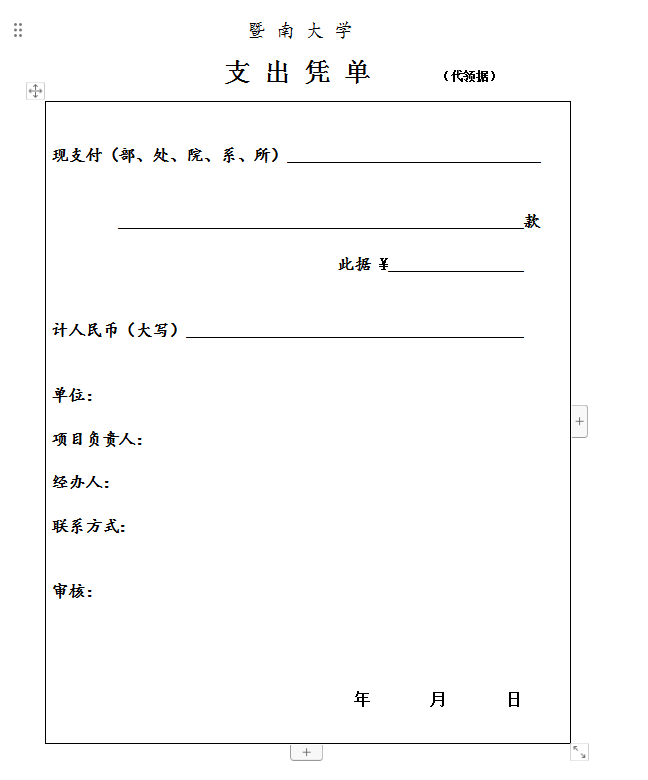 暨 南 大 学
支 出 凭 单 （代领据）
现支付（部、处、院、系、所）
款
此据 ¥
计人民币（大写）
单位：
项目负责人：
经办人：
联系方式：
审核：
年 月 日